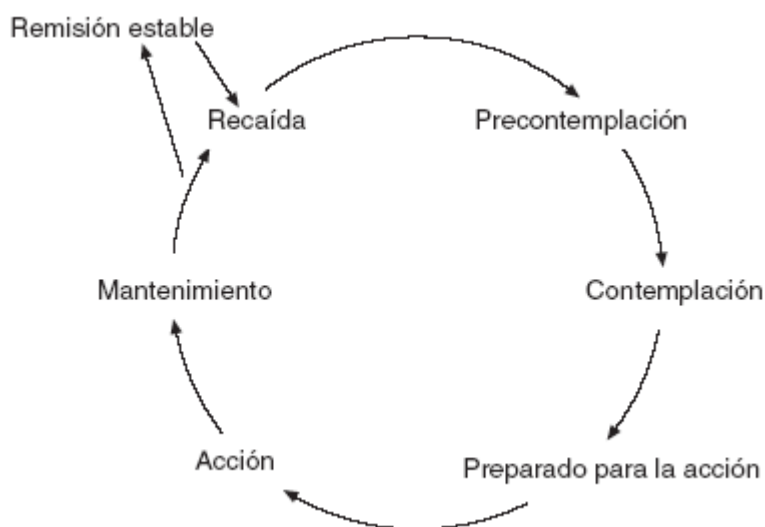 Remisión estable
Recaída
Precontemplación
Mantenimiento
Contemplación
Acción
Preparado para la acción